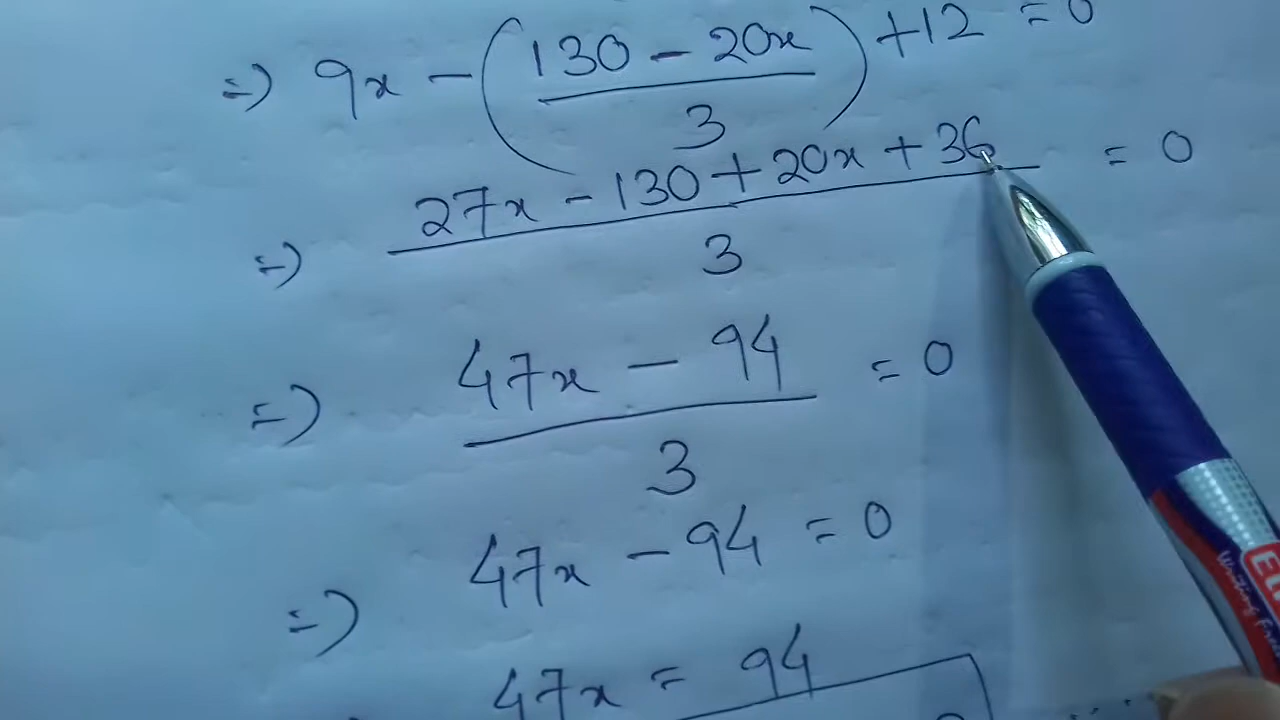 =) 9x - (130 - 20x / 3) + 12 = 0
=) 27x - 130 + 20x + 36 / 3 = 0
=) 47x - 94 / 3 = 0
=) 47x - 94 = 0
47x = 94